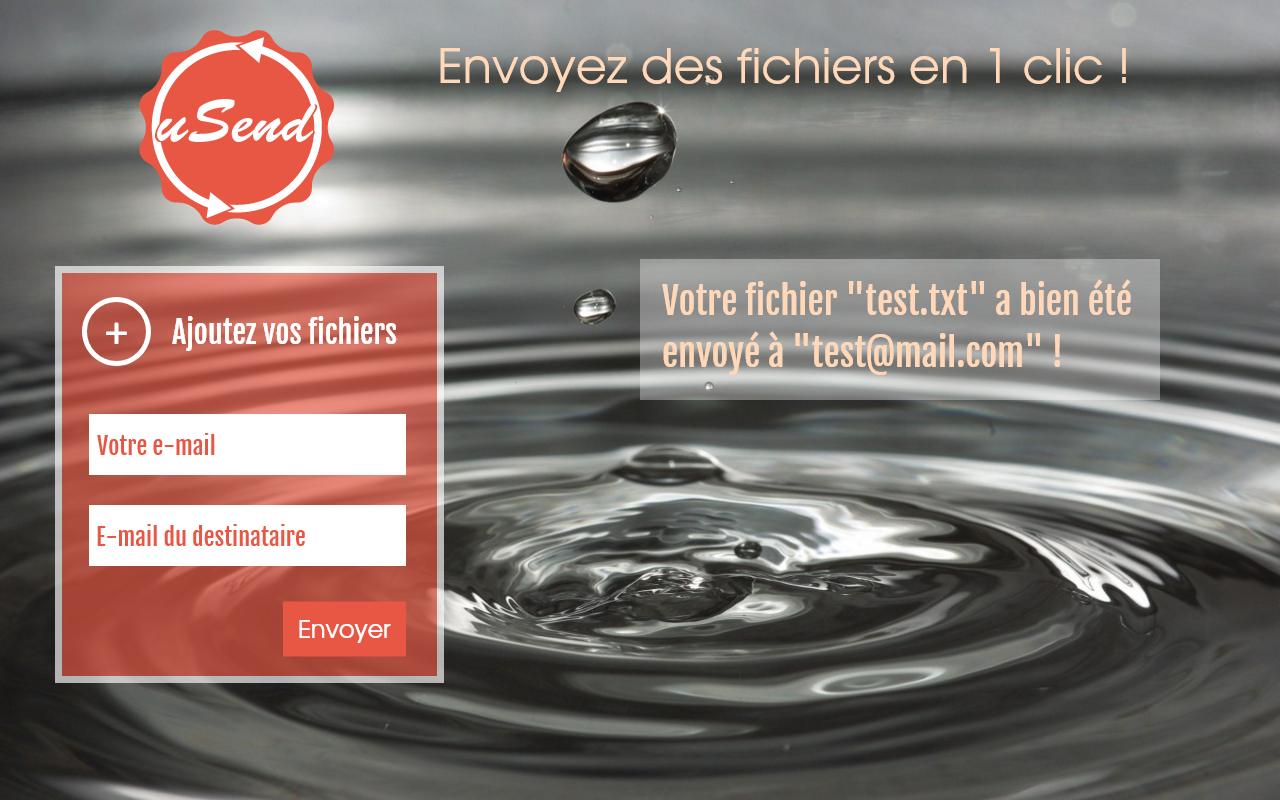 uSend
Envoyez des fichiers en 1 clic !
+ Ajoutez vos fichiers
Votre e-mail
E-mail du destinataire
Envoyer
Votre fichier "test.txt" a bien été
envoyé à "test@mail.com" !